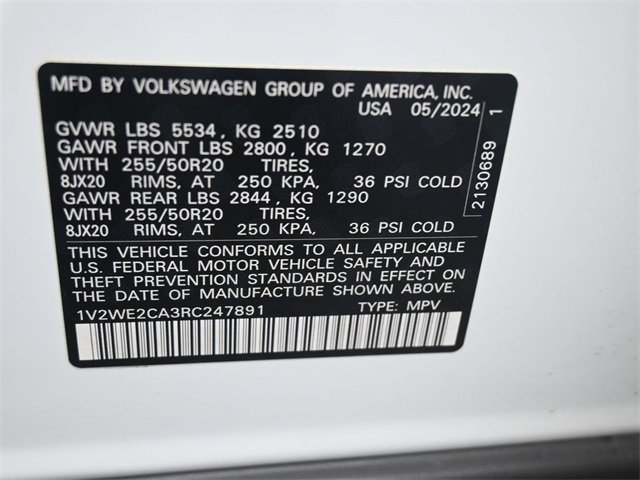 MFD BY VOLKSWAGEN GROUP OF AMERICA, INC.
USA 05/2024
GVWR LBS 5534, KG 2510
GAWR FRONT LBS 2800, KG 1270
WITH 255/50R20 TIRES,
8JX20 RIMS, AT 250 KPA, 36 PSI COLD
GAWR REAR LBS 2844, KG 1290
WITH 255/50R20 TIRES,
8JX20 RIMS, AT 250 KPA, 36 PSI COLD
THIS VEHICLE CONFORMS TO ALL APPLICABLE
U.S. FEDERAL MOTOR VEHICLE SAFETY AND
THEFT PREVENTION STANDARDS IN EFFECT ON
THE DATE OF MANUFACTURE SHOWN ABOVE.
1V2WE2CA3RC247891 TYPE: MPV
2130689 1